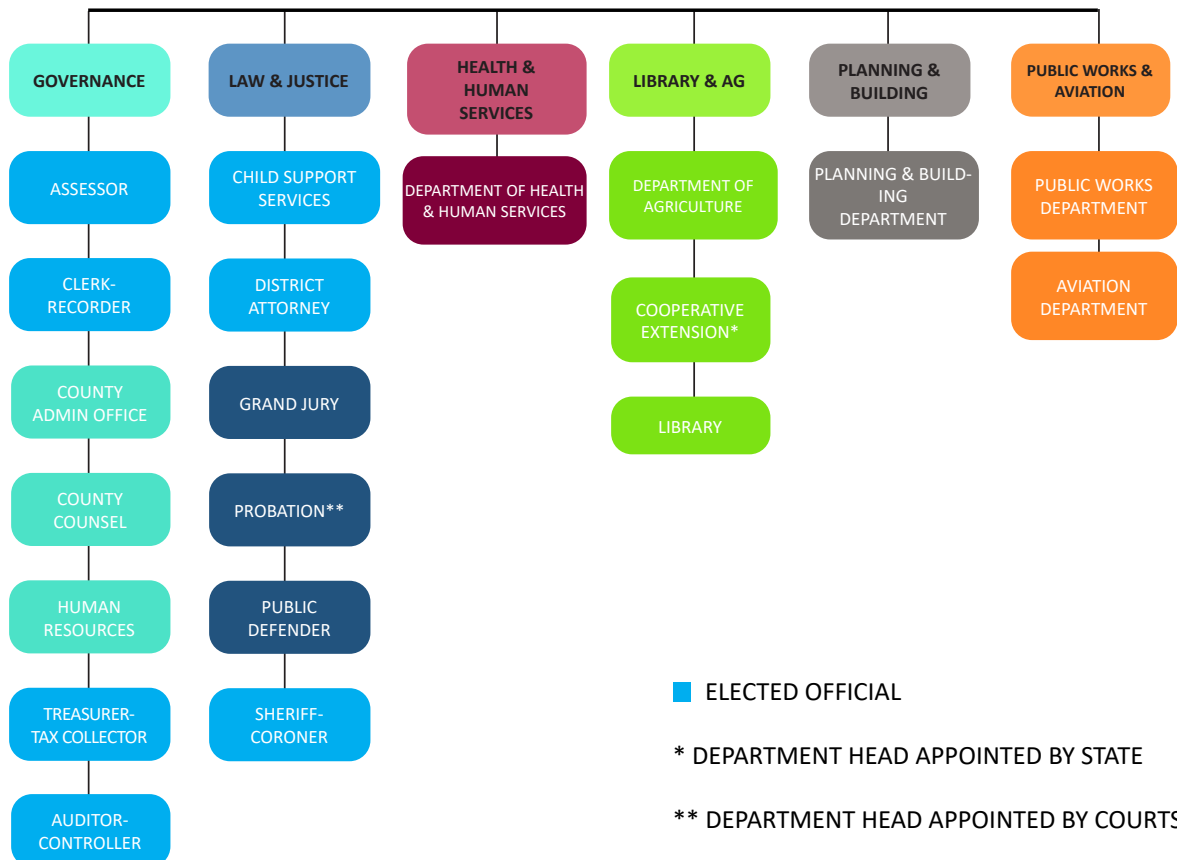 GOVERNANCE
LAW & JUSTICE
HEALTH &
HUMAN
SERVICES
LIBRARY & AG
PLANNING &
BUILDING
PUBLIC WORKS &
AVIATION
ASSESSOR
CLERK-
RECORDER
COUNTY
ADMIN OFFICE
COUNTY
COUNSEL
HUMAN
RESOURCES
TREASURER-
TAX COLLECTOR
AUDITOR-
CONTROLLER
CHILD SUPPORT
SERVICES
DISTRICT
ATTORNEY
GRAND JURY
PROBATION**
PUBLIC
DEFENDER
SHERIFF-
CORONER
DEPARTMENT OF HEALTH
& HUMAN SERVICES
DEPARTMENT OF
AGRICULTURE
COOPERATIVE
EXTENSION*
LIBRARY
PLANNING & BUILD-
ING
DEPARTMENT
PUBLIC WORKS
DEPARTMENT
AVIATION
DEPARTMENT
ELECTED OFFICIAL
* DEPARTMENT HEAD APPOINTED BY STATE
** DEPARTMENT HEAD APPOINTED BY COURTS